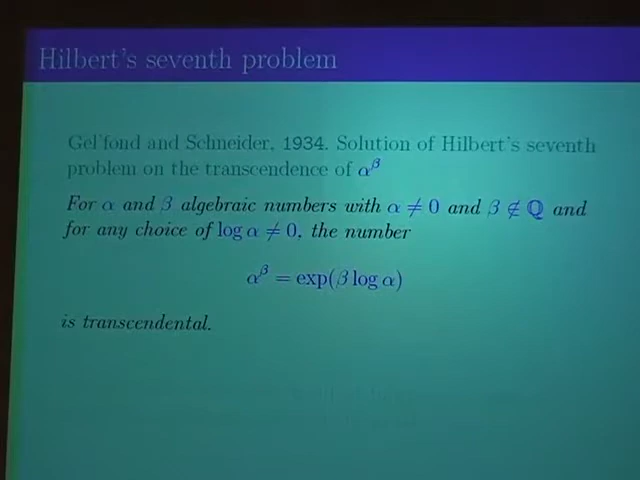 Hilbert's seventh problem
Gel'fond and Schneider, 1934. Solution of Hilbert's seventh
problem on the transcendence of α^β
For α and β algebraic numbers with α ≠ 0 and β ∉ ℚ and
for any choice of log α ≠ 0, the number
α^β = exp(β log α)
is transcendental.